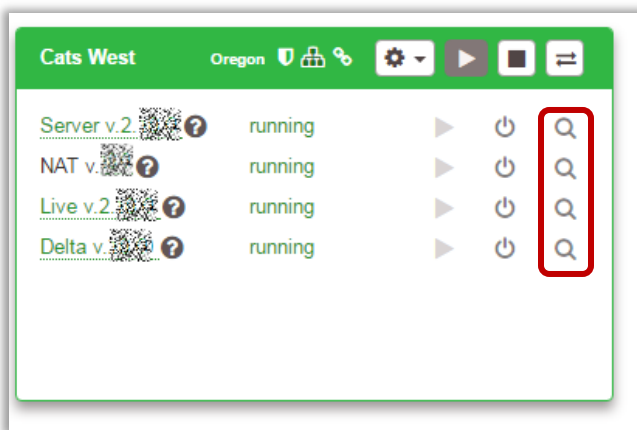 Cats West Oregon
Server v.2. running
NAT v. running
Live v.2. running
Delta v. running